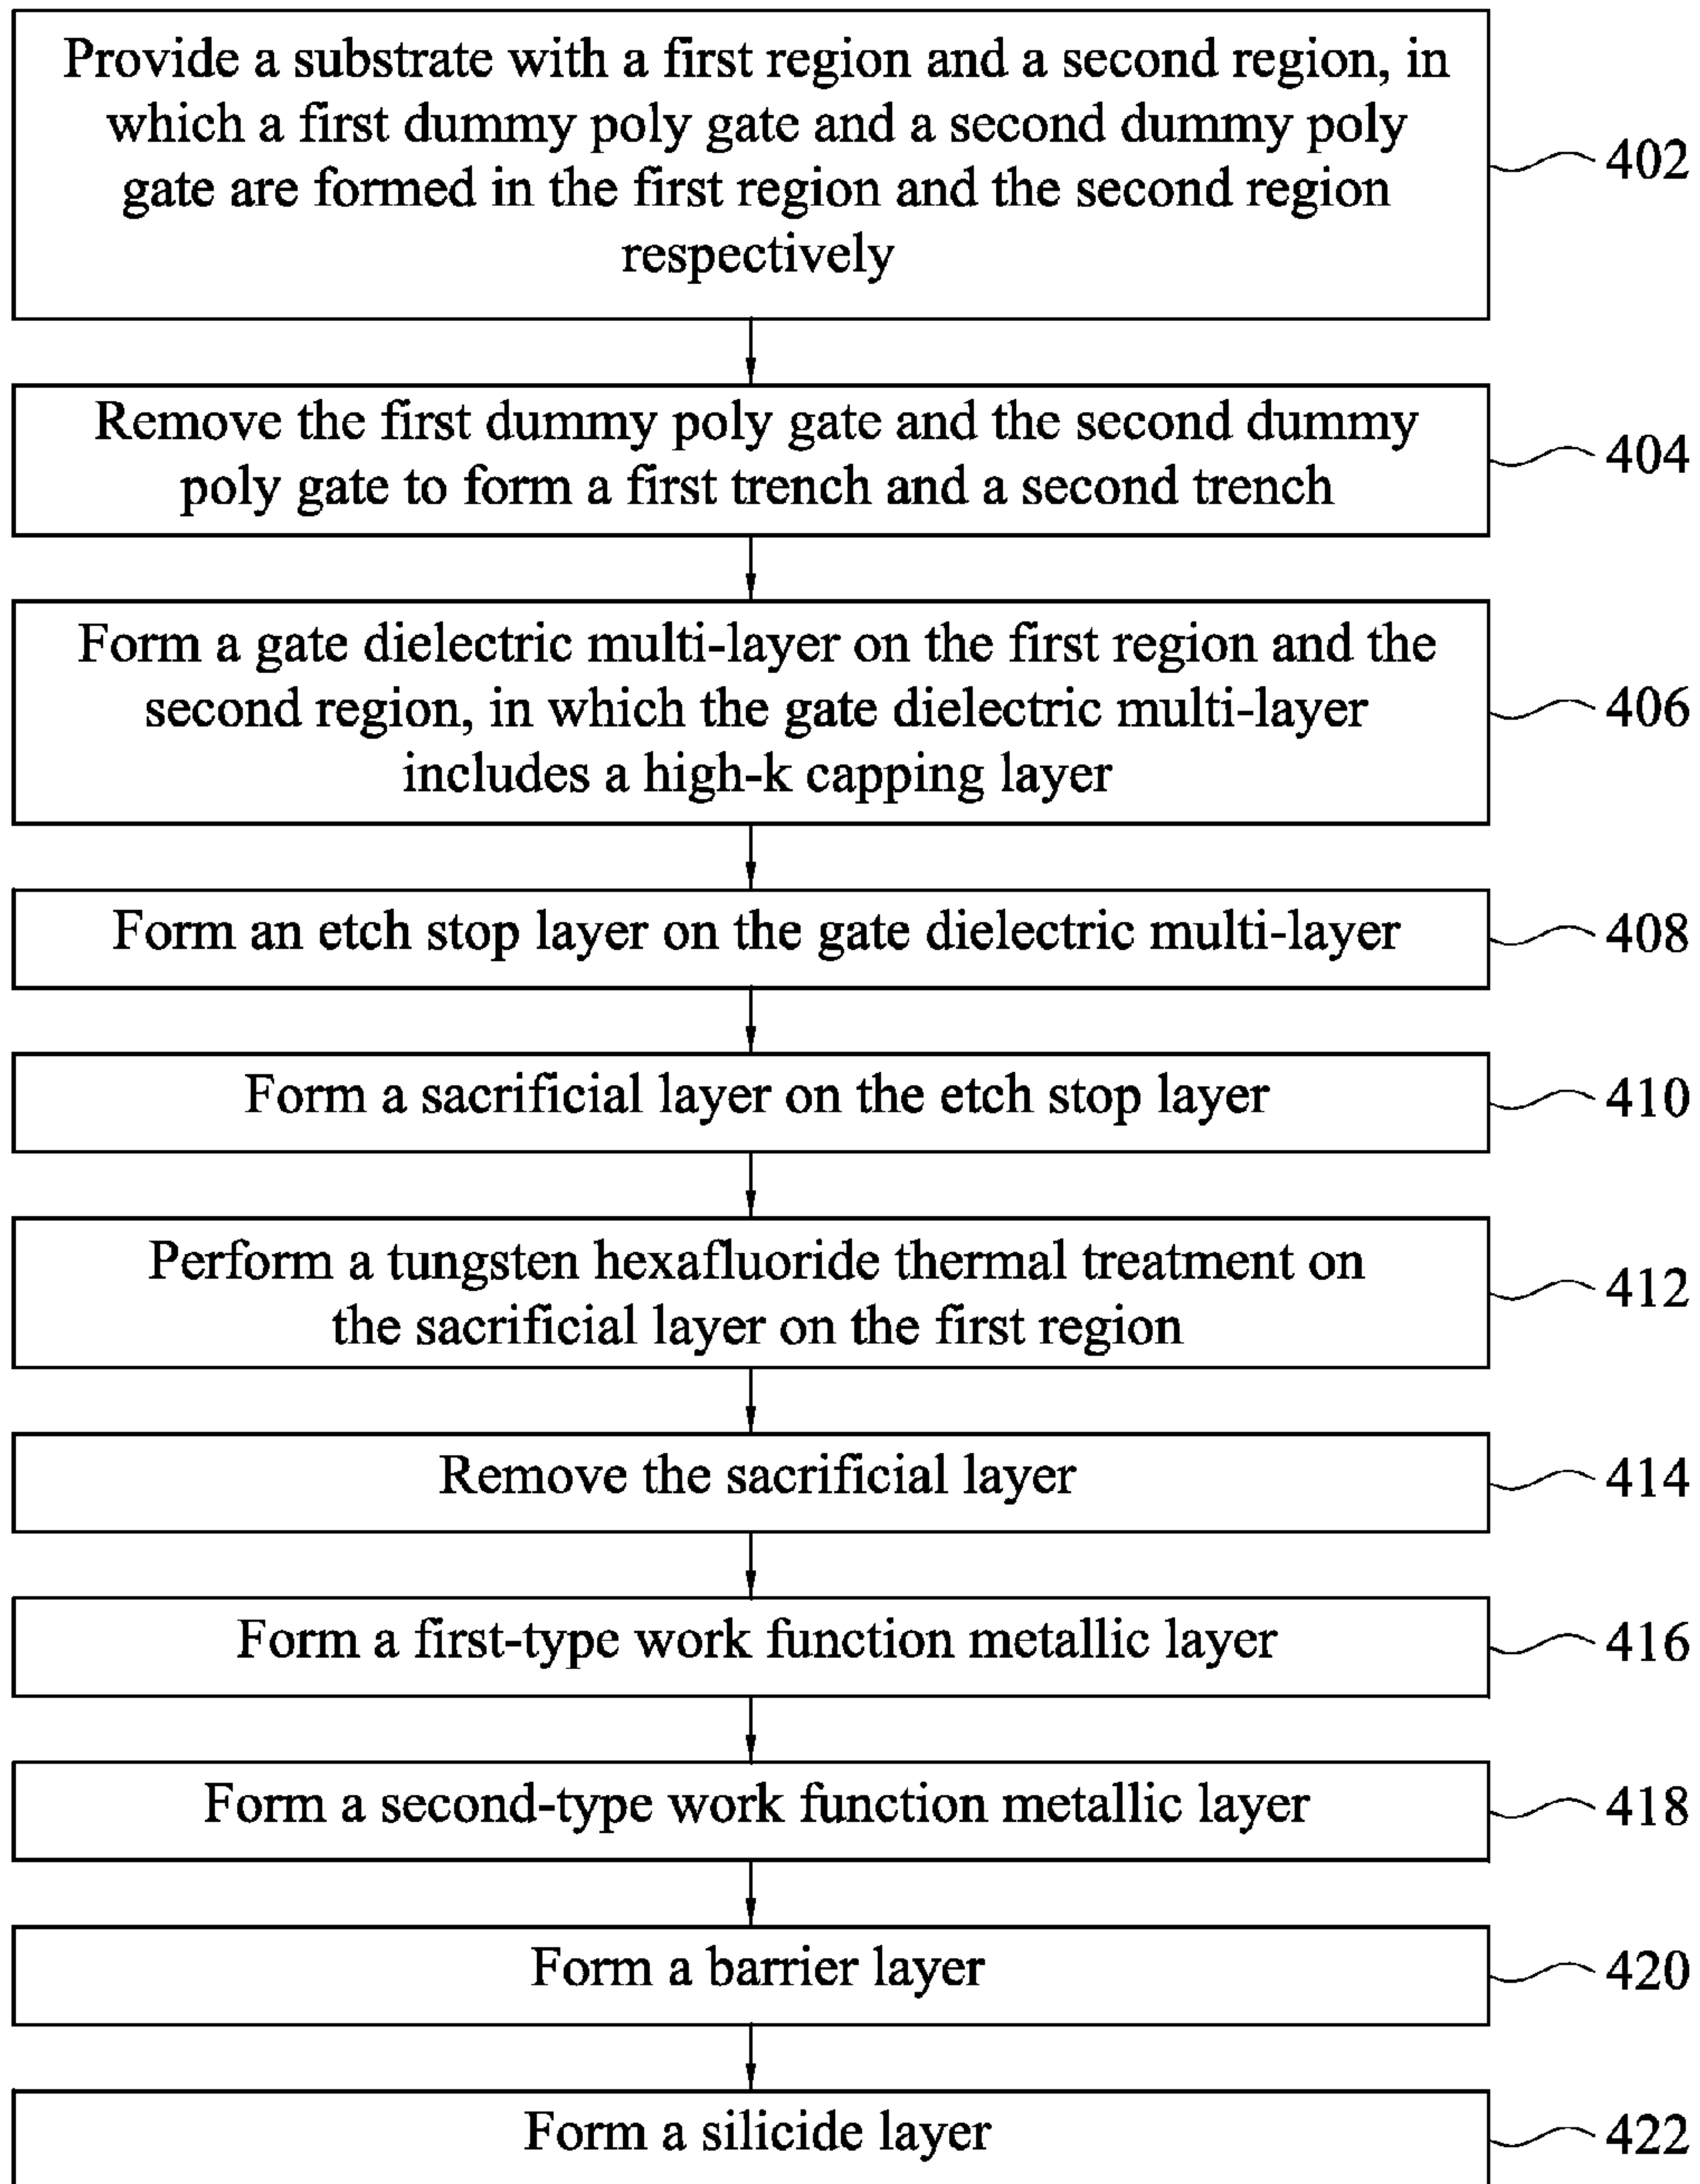 Provide a substrate with a first region and a second region, in
which a first dummy poly gate and a second dummy poly
gate are formed in the first region and the second region
respectively
402
Remove the first dummy poly gate and the second dummy
poly gate to form a first trench and a second trench
404
Form a gate dielectric multi-layer on the first region and the
second region, in which the gate dielectric multi-layer
includes a high-k capping layer
406
Form an etch stop layer on the gate dielectric multi-layer
408
Form a sacrificial layer on the etch stop layer
410
Perform a tungsten hexafluoride thermal treatment on
the sacrificial layer on the first region
412
Remove the sacrificial layer
414
Form a first-type work function metallic layer
416
Form a second-type work function metallic layer
418
Form a barrier layer
420
Form a silicide layer
422